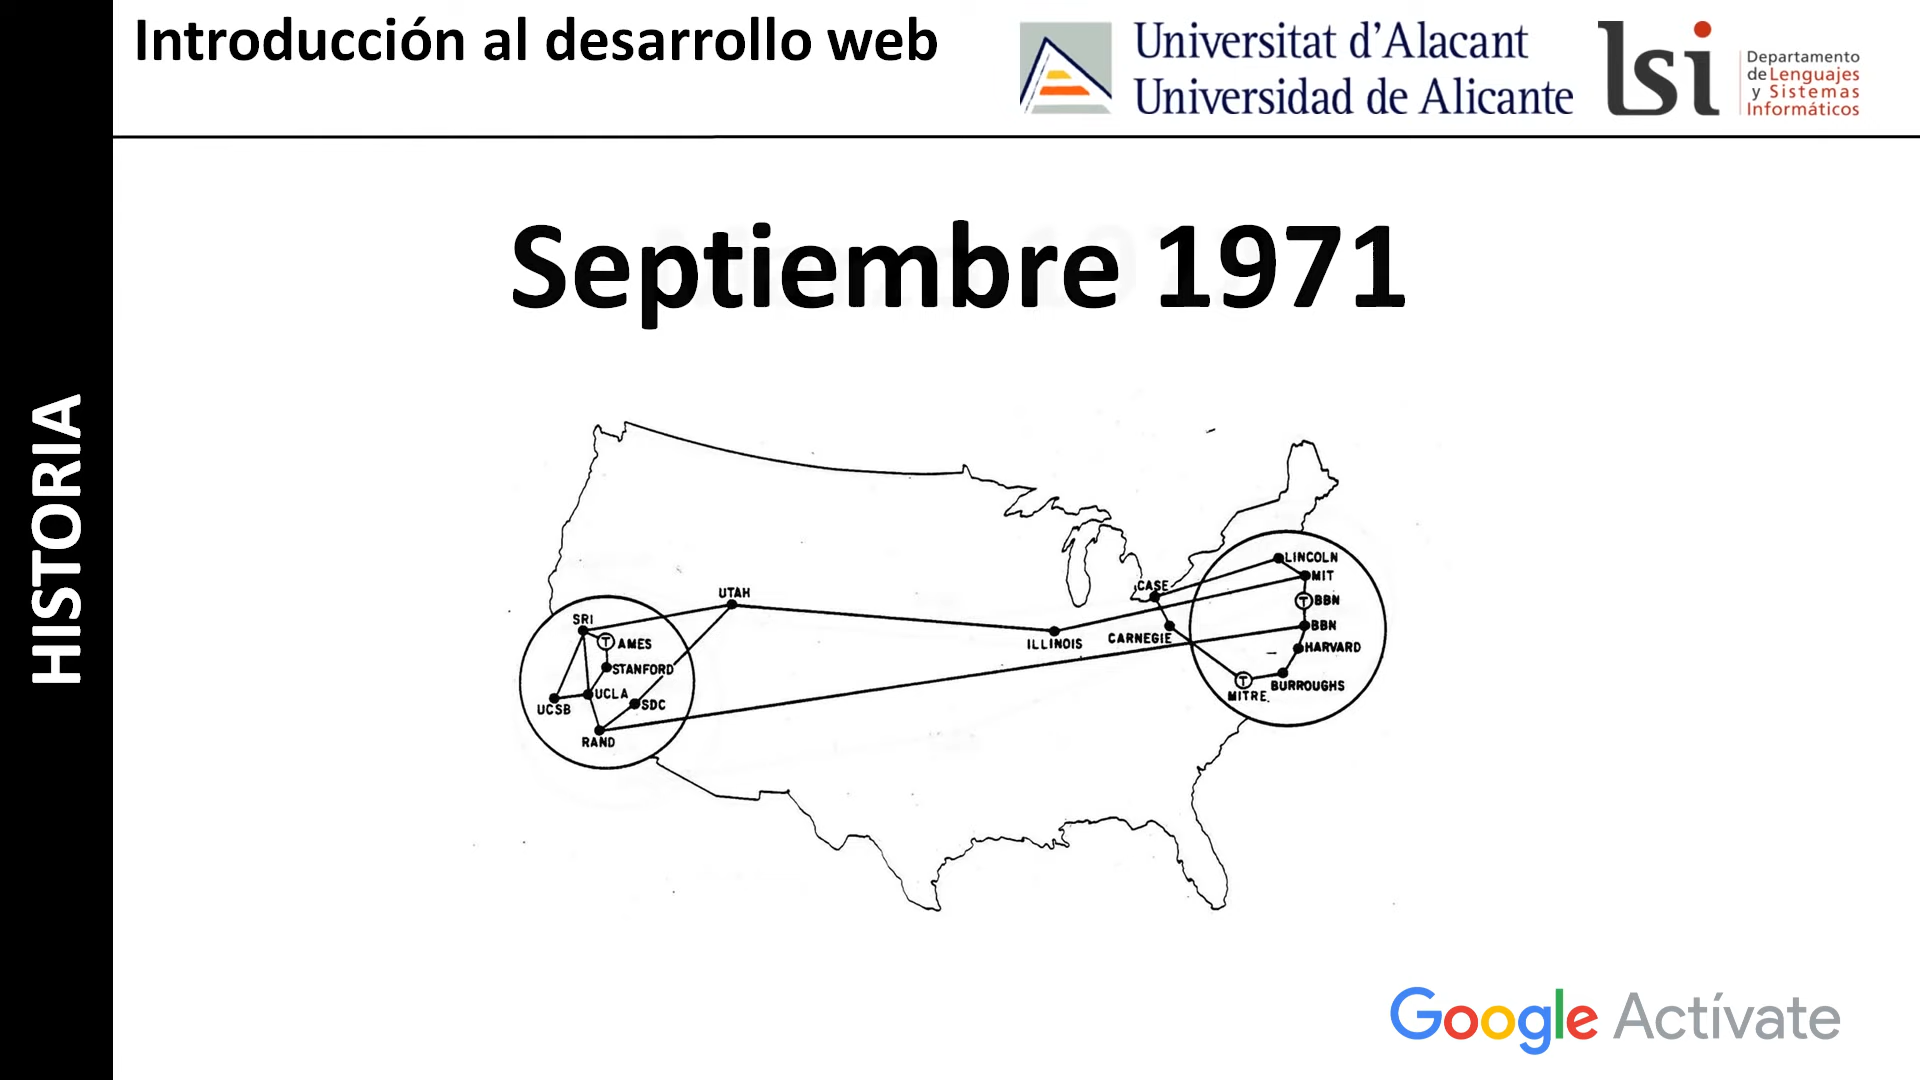 Introducción al desarrollo web
Universitat d'Alacant
Universidad de Alicante
lsi
Departamento
de Lenguajes
y Sistemas
Informáticos
HISTORIA
Septiembre 1971
SRI
AMES
STANFORD
UCLA
UCSB
SDC
RAND
UTAH
ILLINOIS
CASE
CARNEGIE
LINCOLN
MIT
T BBN
BBN
HARVARD
BURROUGHS
T
MITRE
T
Google Actívate